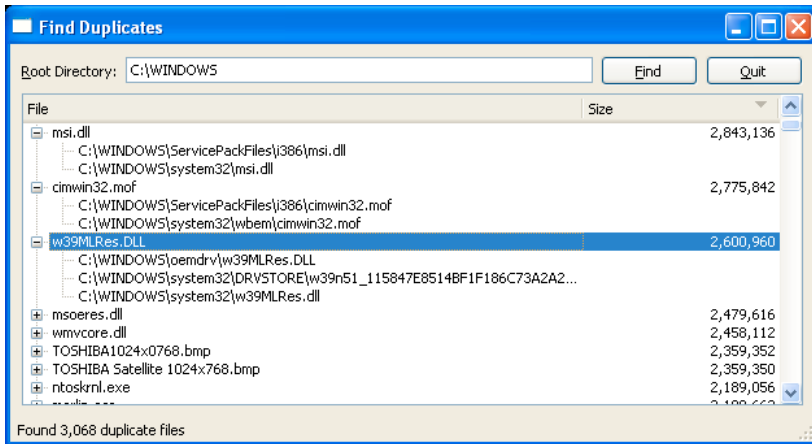 Find Duplicates
Root Directory: C:\WINDOWS Find Quit
File Size
msi.dll 2,843,136
C:\WINDOWS\ServicePackFiles\i386\msi.dll
C:\WINDOWS\system32\msi.dll
cimwin32.mof 2,775,842
C:\WINDOWS\ServicePackFiles\i386\cimwin32.mof
C:\WINDOWS\system32\wbem\cimwin32.mof
w39MLRes.DLL 2,600,960
C:\WINDOWS\oemdrv\w39MLRes.DLL
C:\WINDOWS\system32\DRVSTORE\w39n51_115847E8514BF1F186C73A2A2...
C:\WINDOWS\system32\w39MLRes.dll
msoeres.dll 2,479,616
wmvcore.dll 2,458,112
TOSHIBA1024x0768.bmp 2,359,352
TOSHIBA Satellite 1024x768.bmp 2,359,350
ntoskrnl.exe 2,189,056
Found 3,068 duplicate files